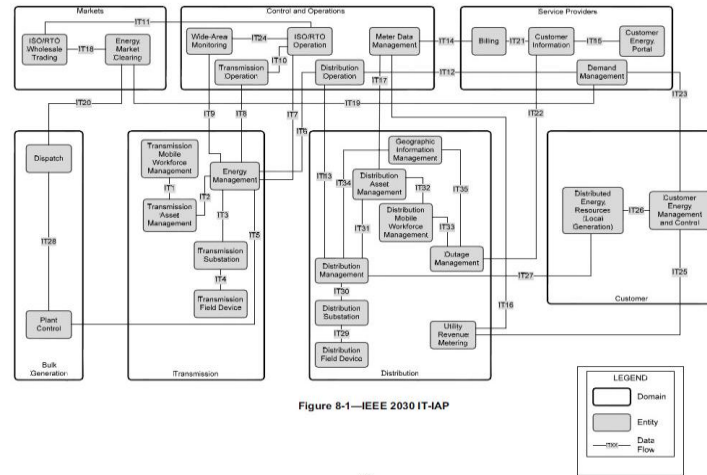 Markets
Control and Operations
Service Providers
IT11
ISO/RTO
Wholesale
Trading
IT18
Energy
Market
Clearing
Wide-Area
Monitoring
IT24
ISO/RTO
Operation
IT10
Transmission
Operation
Distribution
Operation
Meter Data
Management
IT14
IT17
IT12
Billing
IT21
Customer
Information
IT15
Customer
Energy
Portal
Demand
Management
IT20
IT9
IT8
IT7
IT6
IT19
IT22
IT23
Dispatch
IT28
Plant
Control
Bulk
Generation
Transmission
Mobile
Workforce
Management
IT1
Transmission
Asset
Management
IT2
Energy
Management
IT3
IT5
Transmission
Substation
IT4
Transmission
Field Device
Transmission
IT13
IT34
Geographic
Information
Management
IT35
Distribution
Asset
Management
IT32
Distribution
Mobile
Workforce
Management
IT33
IT31
Outage
Management
Distribution
Management
IT30
Distribution
Substation
IT29
Distribution
Field Device
IT16
Utility
Revenue
Metering
Distribution
IT27
Distributed
Energy
Resources
(Local
Generation)
IT26
Customer
Energy
Management
and Control
IT25
Customer
Figure 8-1—IEEE 2030 IT-IAP
LEGEND
Domain
Entity
ITxx
Data
Flow